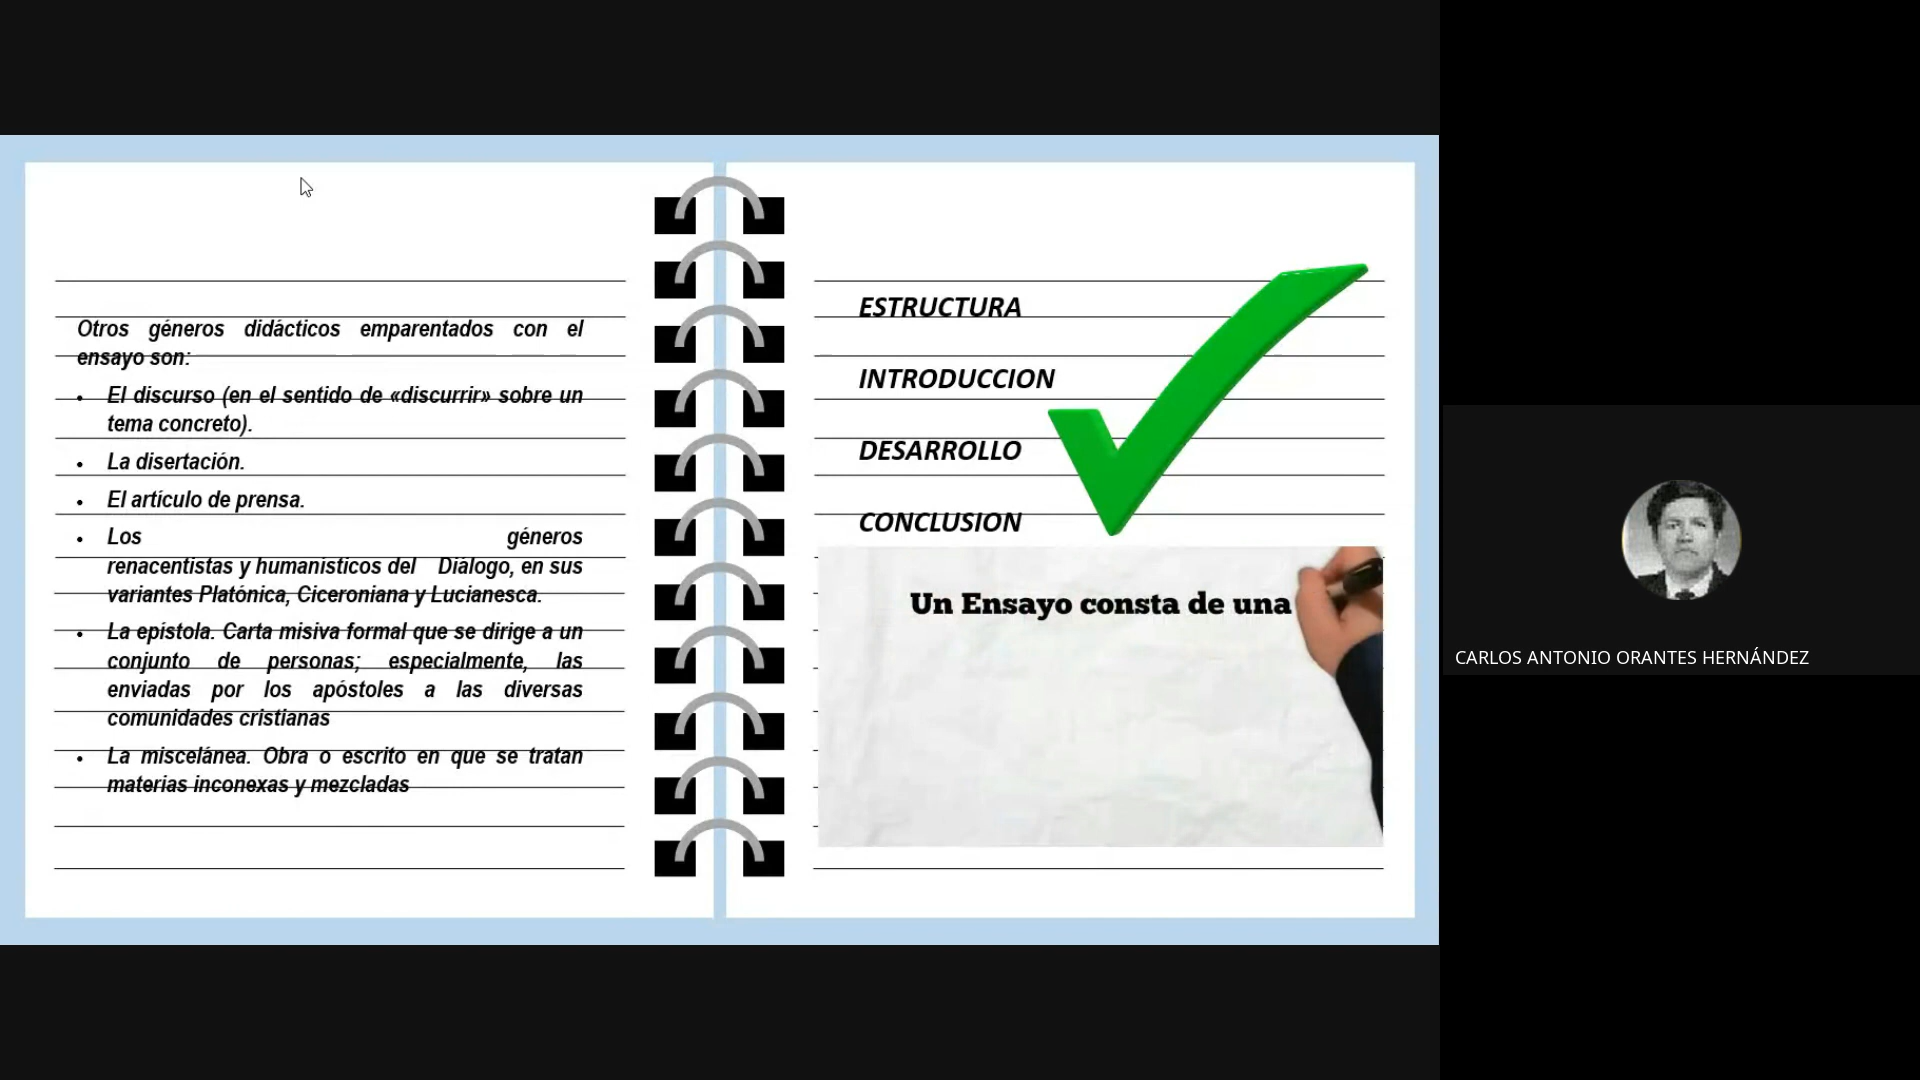 Otros géneros didácticos emparentados con el
ensayo son:
• El discurso (en el sentido de «discurrir» sobre un
tema concreto).
• La disertación.
• El artículo de prensa.
• Los géneros
renacentistas y humanísticos del Diálogo, en sus
variantes Platónica, Ciceroniana y Lucianesca.
• La epístola. Carta misiva formal que se dirige a un
conjunto de personas; especialmente, las
enviadas por los apóstoles a las diversas
comunidades cristianas
• La miscelánea. Obra o escrito en que se tratan
materias inconexas y mezcladas
ESTRUCTURA
INTRODUCCION
DESARROLLO
CONCLUSION
Un Ensayo consta de una
CARLOS ANTONIO ORANTES HERNÁNDEZ